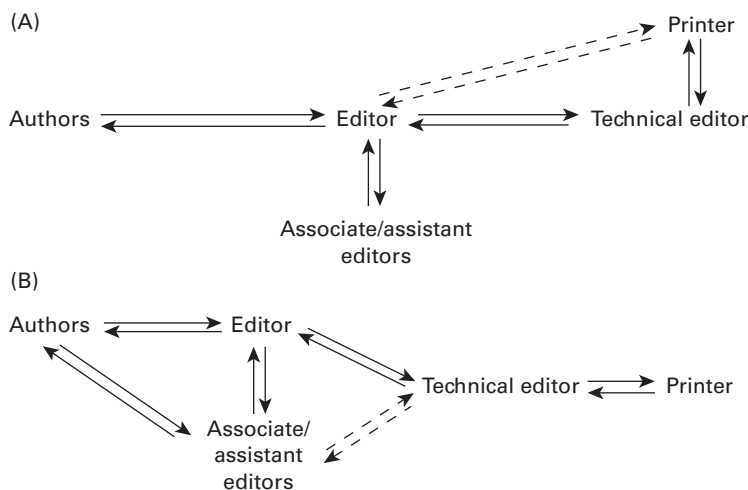 (A)
Printer
Authors
Editor
Technical editor
Associate/assistant
editors
(B)
Authors
Editor
Technical editor
Printer
Associate/
assistant
editors